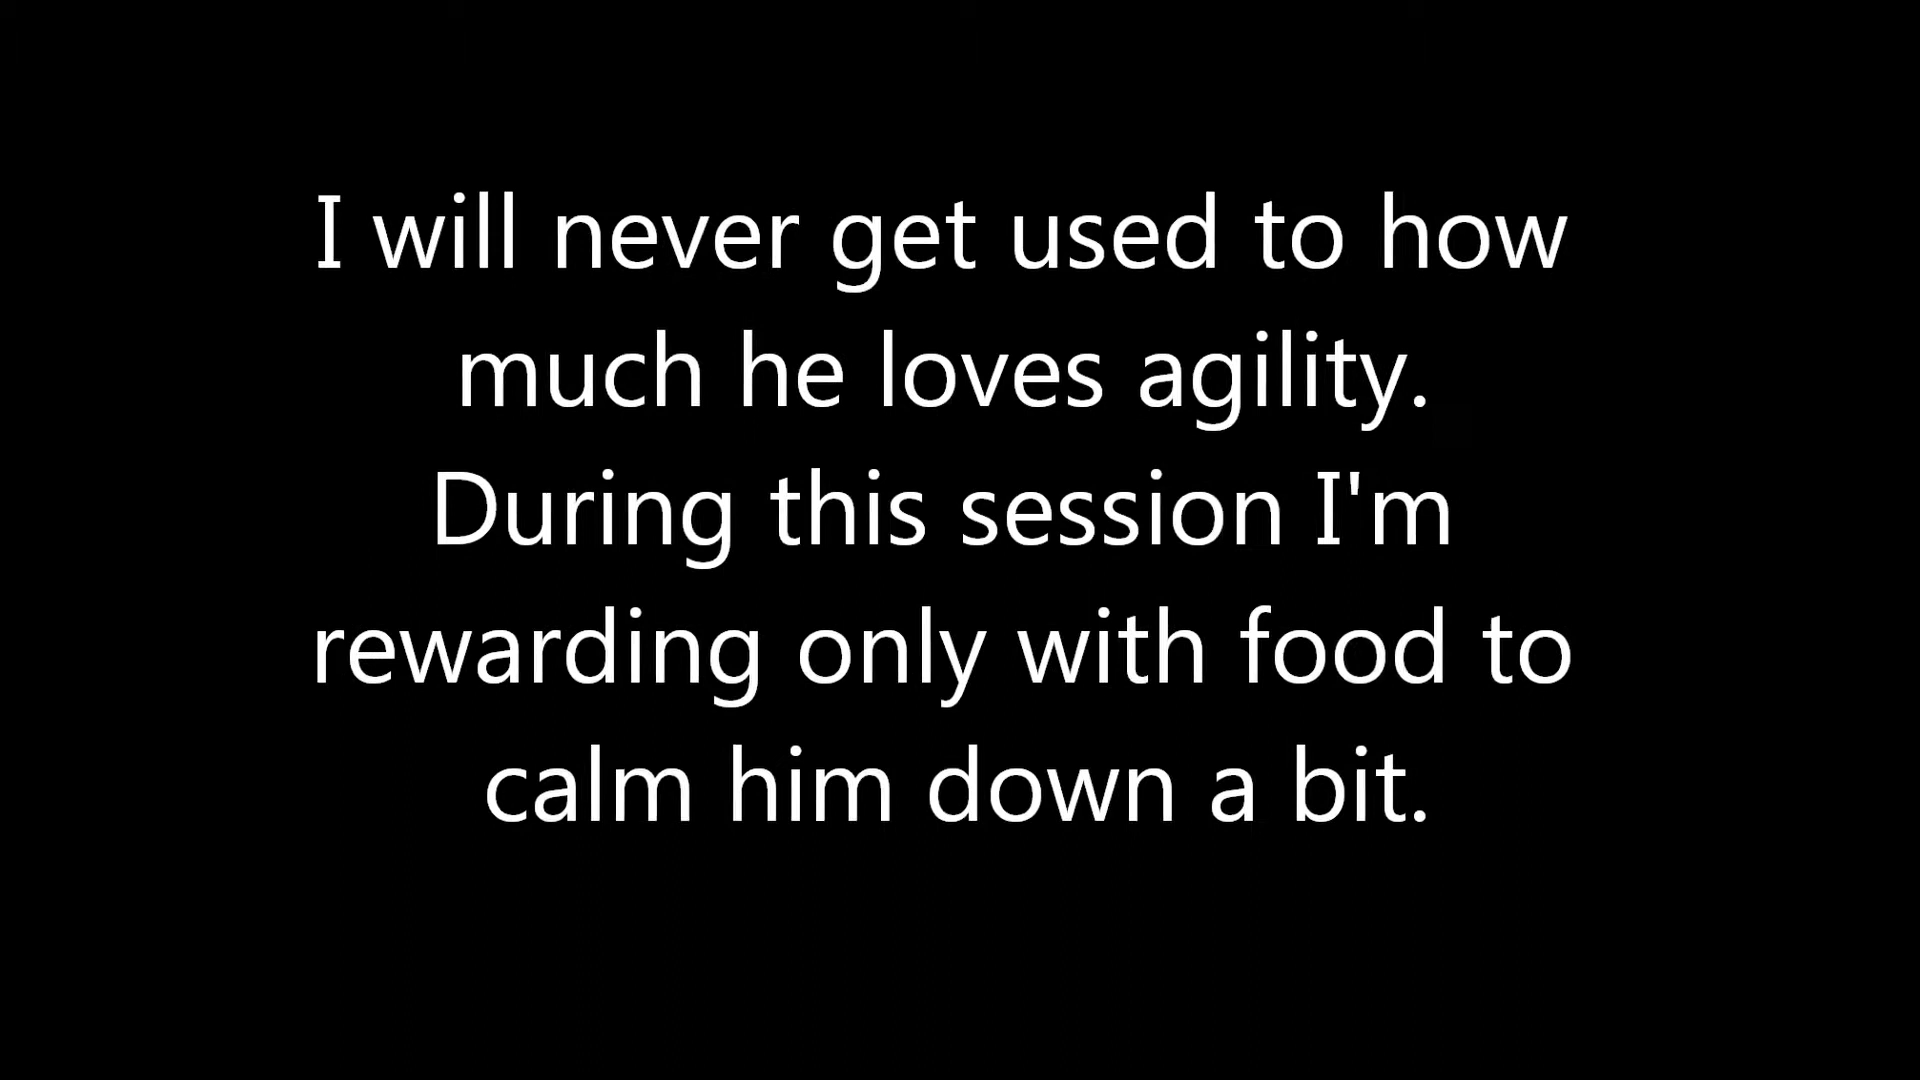 I will never get used to how
much he loves agility.
During this session I'm
rewarding only with food to
calm him down a bit.